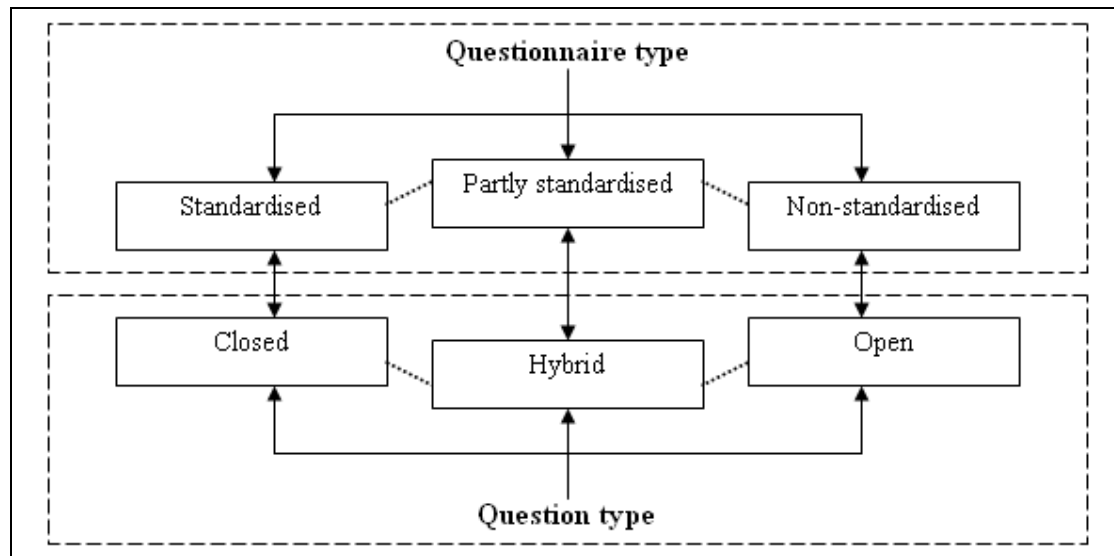 Questionnaire type
Standardised
Partly standardised
Non-standardised
Closed
Hybrid
Open
Question type